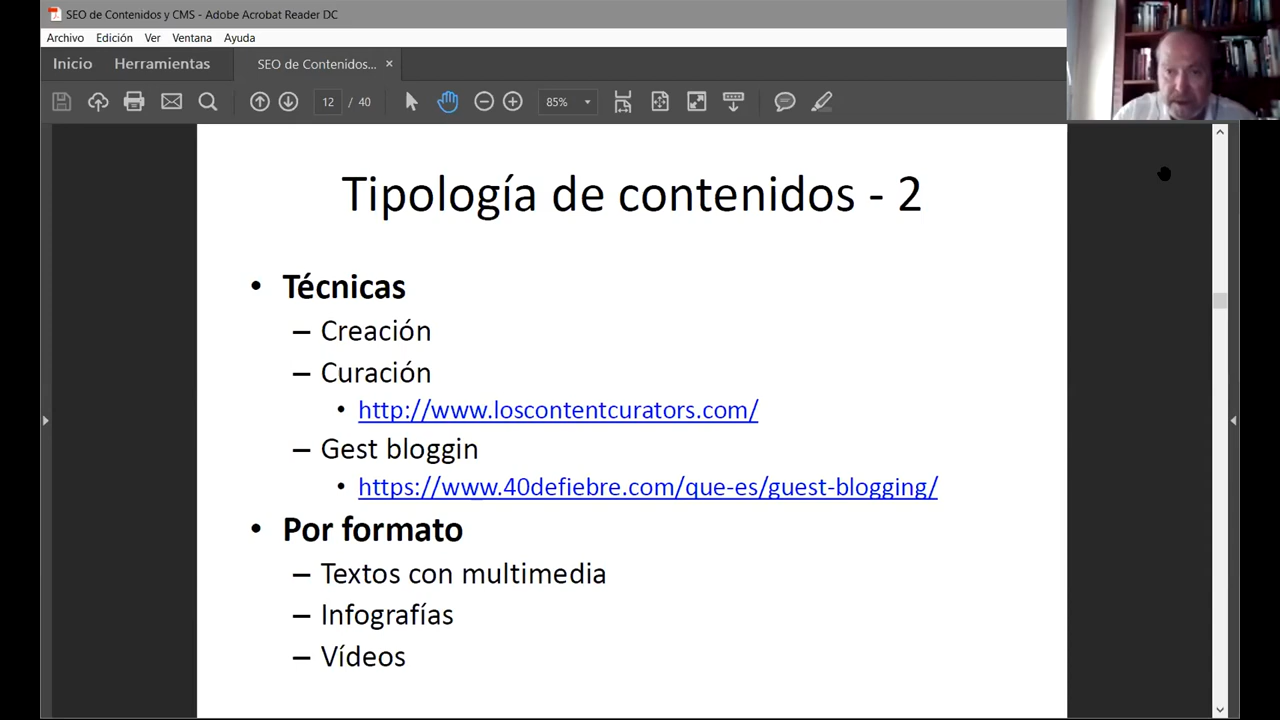 SEO de Contenidos y CMS - Adobe Acrobat Reader DC
Archivo Edición Ver Ventana Ayuda
Inicio Herramientas SEO de Contenidos... ×
12 / 40 85%
Tipología de contenidos - 2
• Técnicas
– Creación
– Curación
• http://www.loscontentcurators.com/
– Gest bloggin
• https://www.40defiebre.com/que-es/guest-blogging/
• Por formato
– Textos con multimedia
– Infografías
– Vídeos